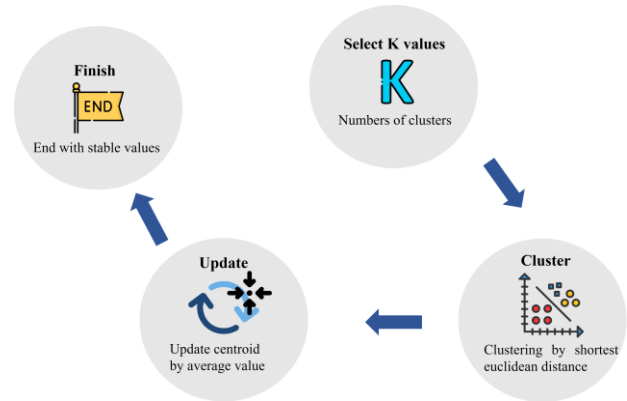 Select K values
K
Numbers of clusters
Cluster
Clustering by shortest
euclidean distance
Update
Update centroid
by average value
Finish
END
End with stable values